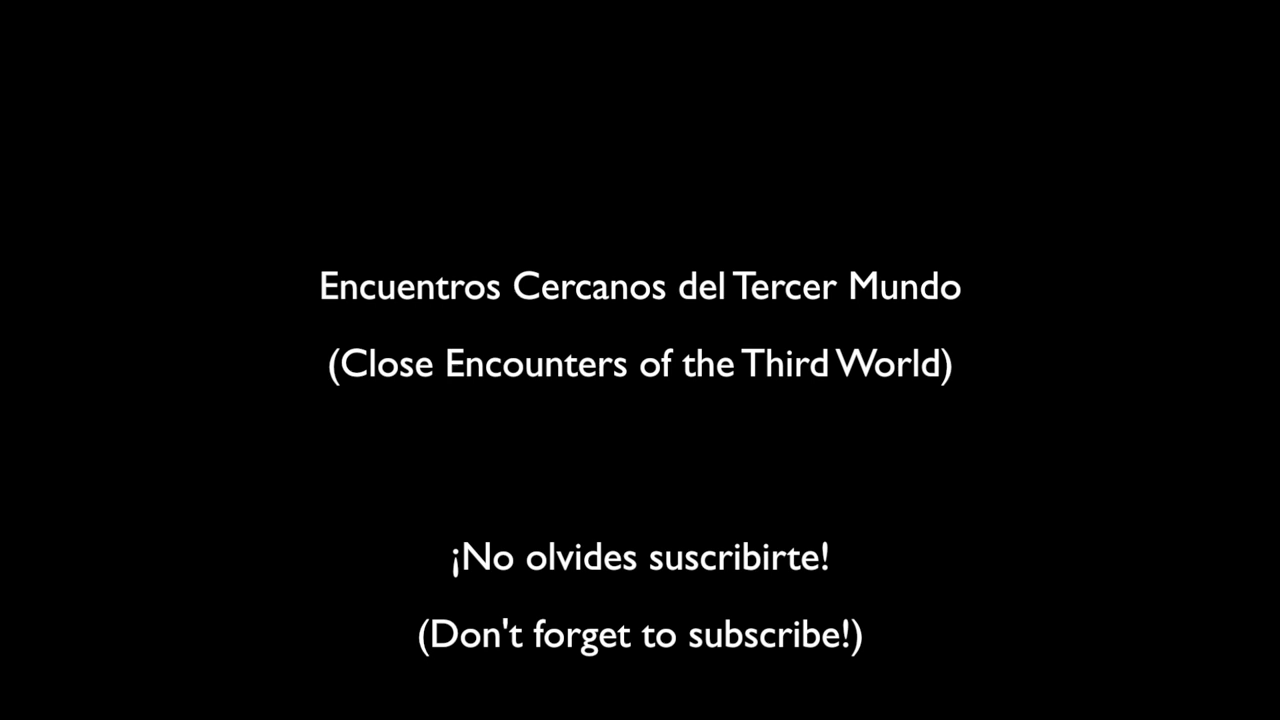 Encuentros Cercanos del Tercer Mundo
(Close Encounters of the Third World)
¡No olvides suscribirte!
(Don't forget to subscribe!)